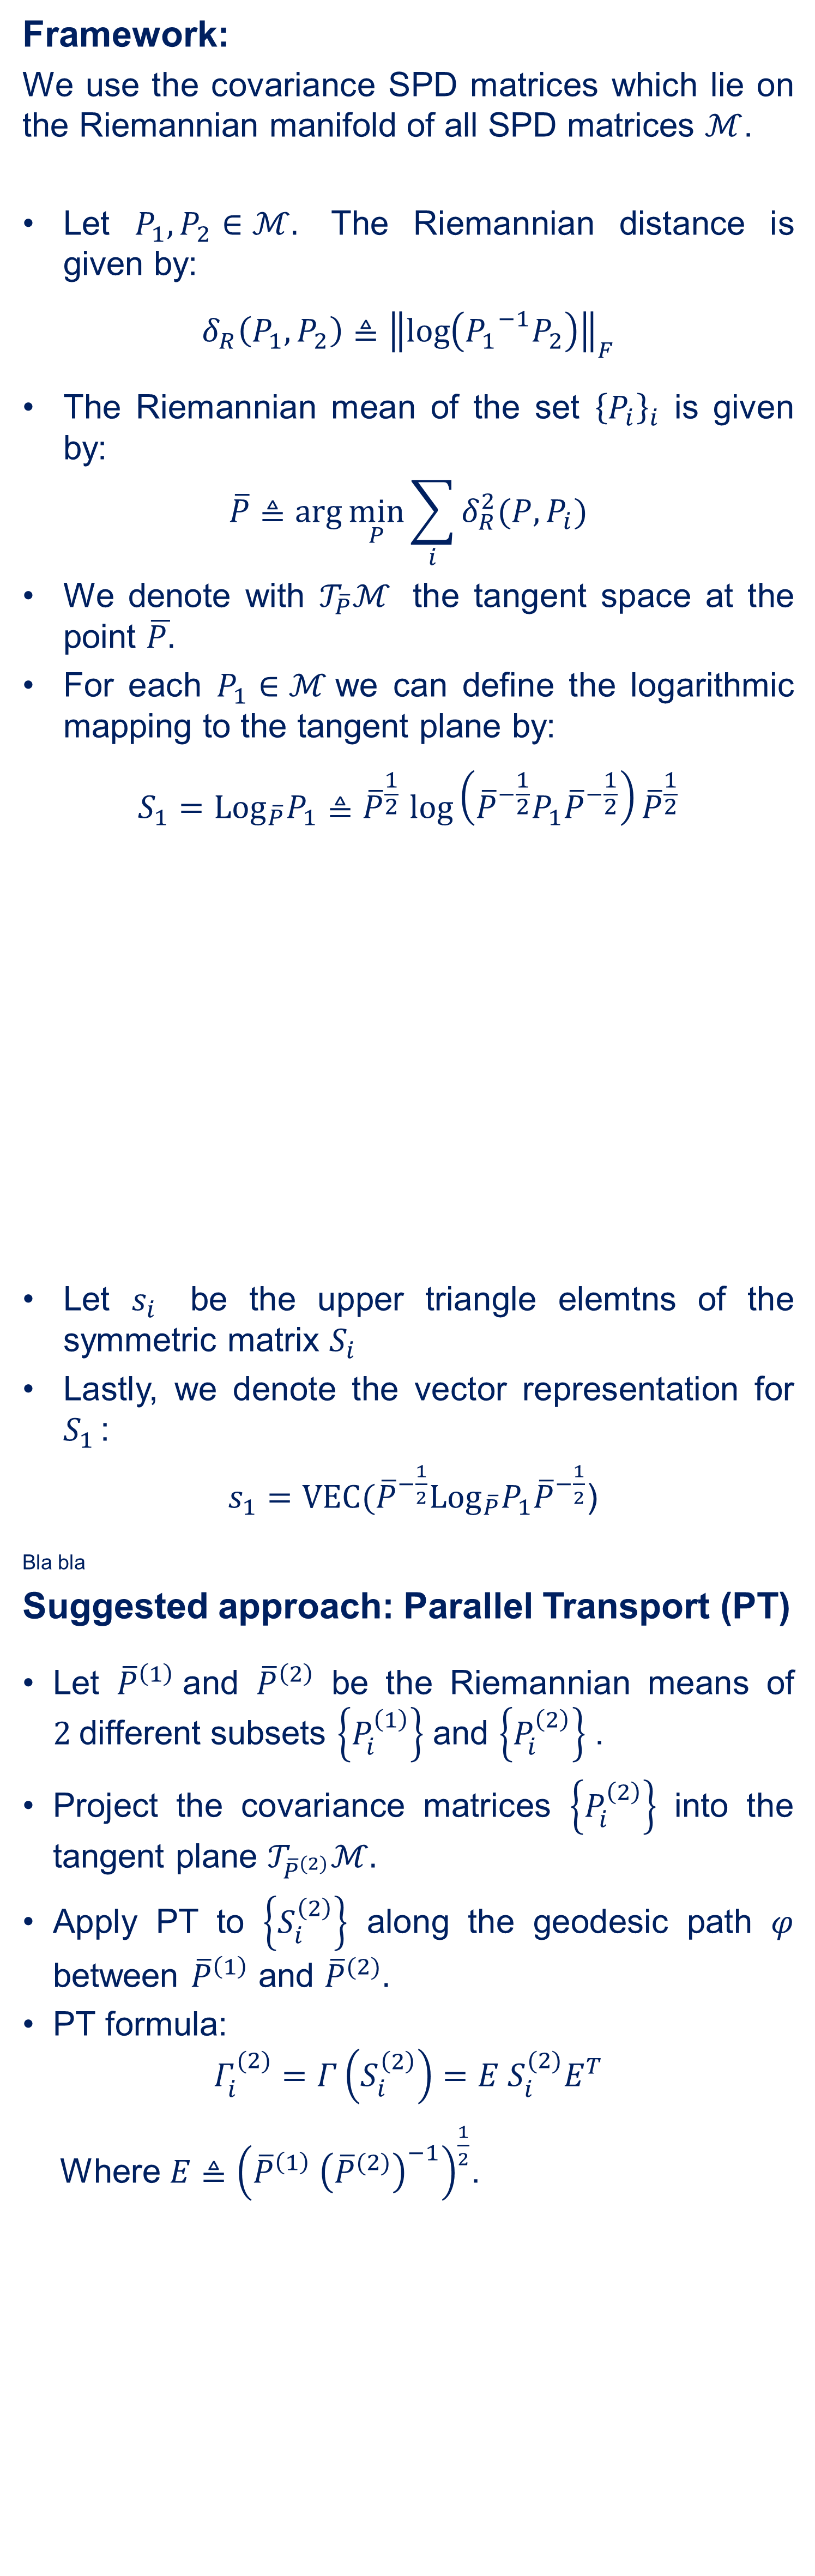 Framework:
We use the covariance SPD matrices which lie on
the Riemannian manifold of all SPD matrices ℳ.
• Let P₁, P₂ ∈ ℳ. The Riemannian distance is
given by:
δ_R(P₁, P₂) ≜ ‖log(P₁⁻¹P₂)‖_F
• The Riemannian mean of the set {P_i}_i is given
by:
P̄ ≜ arg min_P ∑_i δ_R²(P, P_i)
• We denote with 𝒯_P̄ℳ the tangent space at the
point P̄.
• For each P₁ ∈ ℳ we can define the logarithmic
mapping to the tangent plane by:
S₁ = Log_P̄ P₁ ≜ P̄^(1/2) log(P̄^(-1/2) P₁ P̄^(-1/2)) P̄^(1/2)
• Let s_i be the upper triangle elemtns of the
symmetric matrix S_i
• Lastly, we denote the vector representation for
S₁ :
s₁ = VEC(P̄^(-1/2) Log_P̄ P₁ P̄^(-1/2))
Bla bla
Suggested approach: Parallel Transport (PT)
• Let P̄⁽¹⁾ and P̄⁽²⁾ be the Riemannian means of
2 different subsets {P_i⁽¹⁾} and {P_i⁽²⁾} .
• Project the covariance matrices {P_i⁽²⁾} into the
tangent plane 𝒯_P̄⁽²⁾ℳ.
• Apply PT to {S_i⁽²⁾} along the geodesic path φ
between P̄⁽¹⁾ and P̄⁽²⁾.
• PT formula:
Γ_i⁽²⁾ = Γ(S_i⁽²⁾) = E S_i⁽²⁾ E^T
Where E ≜ (P̄⁽¹⁾ (P̄⁽²⁾)⁻¹)^(1/2).